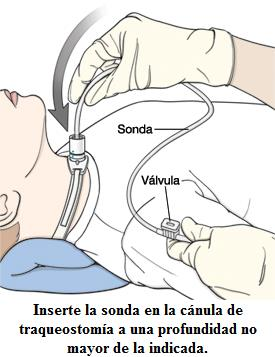 Sonda
Válvula
Inserte la sonda en la cánula de
traqueostomía a una profundidad no
mayor de la indicada.